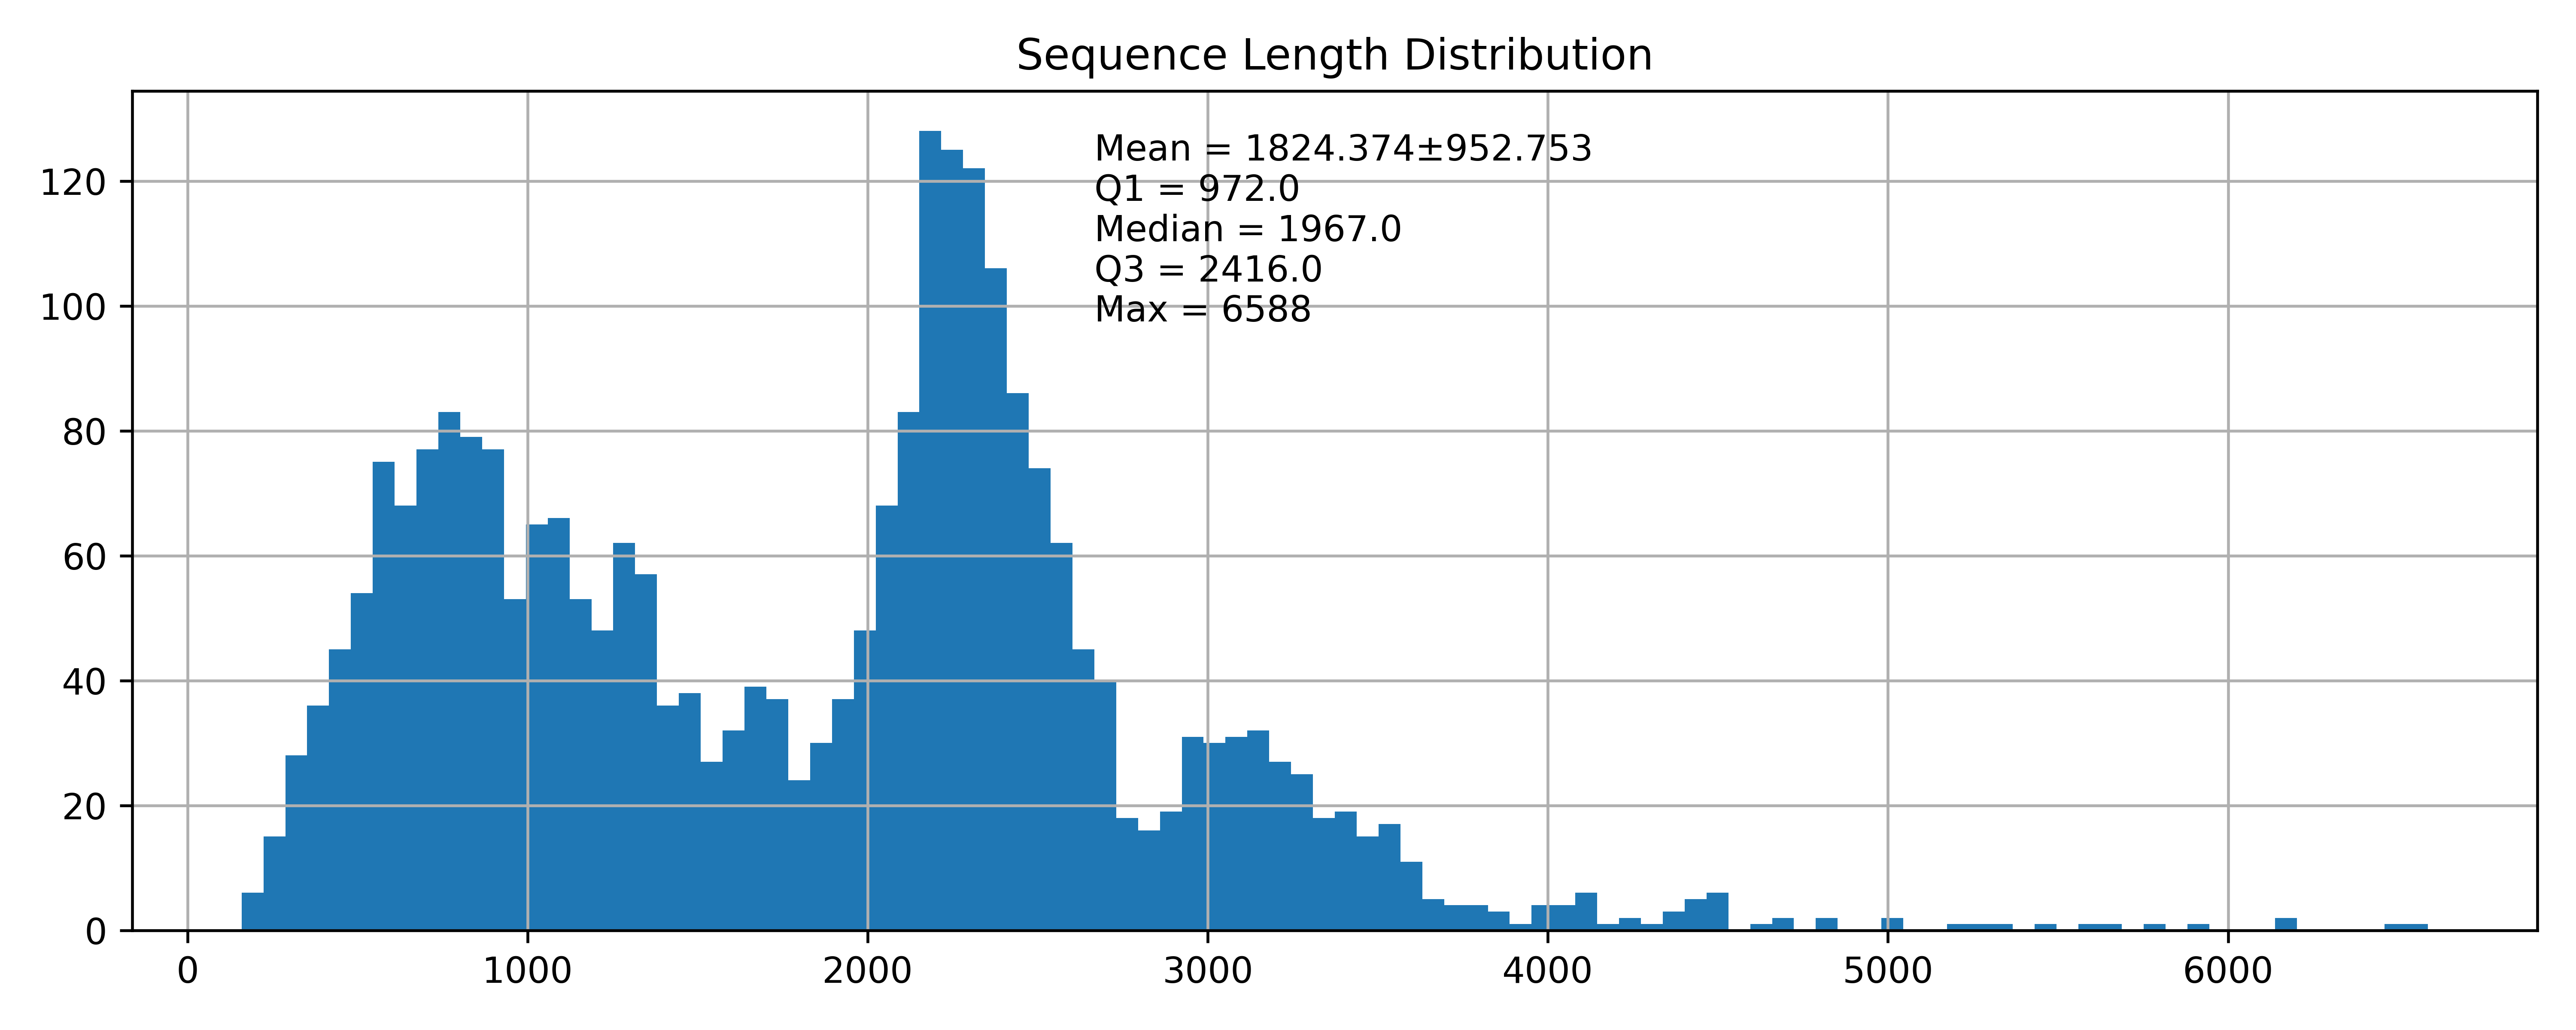 Sequence Length Distribution
Mean = 1824.374±952.753
Q1 = 972.0
Median = 1967.0
Q3 = 2416.0
Max = 6588
120
100
80
60
40
20
0
0 1000 2000 3000 4000 5000 6000